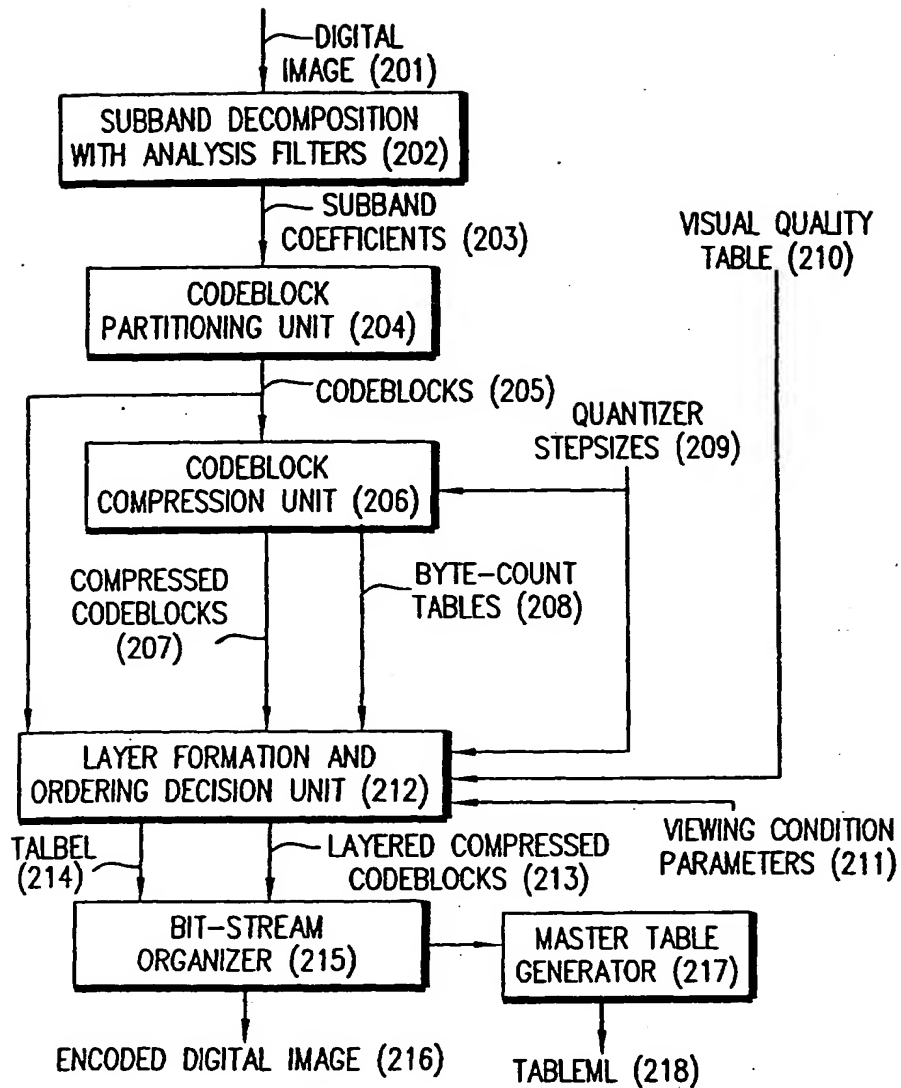 DIGITAL
IMAGE (201)
SUBBAND DECOMPOSITION
WITH ANALYSIS FILTERS (202)
SUBBAND
COEFFICIENTS (203)
VISUAL QUALITY
TABLE (210)
CODEBLOCK
PARTITIONING UNIT (204)
CODEBLOCKS (205)
QUANTIZER
STEPSIZES (209)
CODEBLOCK
COMPRESSION UNIT (206)
COMPRESSED
CODEBLOCKS
(207)
BYTE-COUNT
TABLES (208)
LAYER FORMATION AND
ORDERING DECISION UNIT (212)
VIEWING CONDITION
PARAMETERS (211)
TALBEL
(214)
LAYERED COMPRESSED
CODEBLOCKS (213)
BIT-STREAM
ORGANIZER (215)
MASTER TABLE
GENERATOR (217)
ENCODED DIGITAL IMAGE (216)
TABLEML (218)